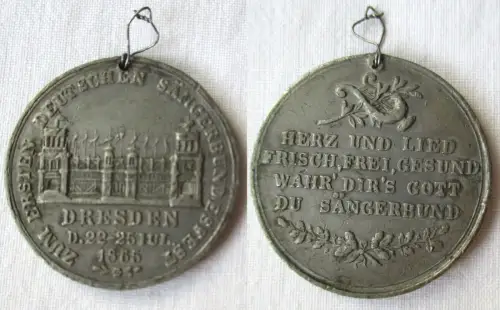 ZUM ERSTEN DEUTSCHEN SÄNGERBUNDESFEST
DRESDEN
D. 22-25 JUL.
1865
HERZ UND LIED
FRISCH, FREI, GESUND
WAHR' DIR'S GOTT
DU SÄNGERBUND